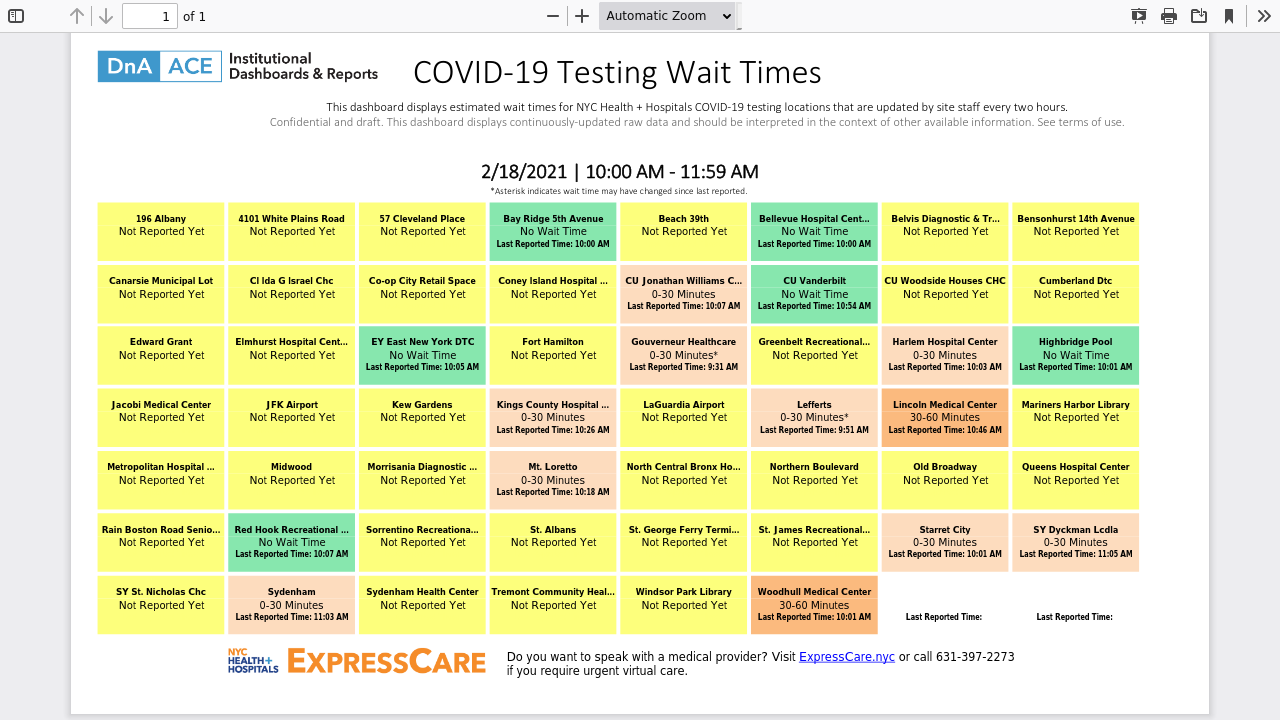 1 of 1 Automatic Zoom
DnA ACE Institutional
Dashboards & Reports
COVID-19 Testing Wait Times
This dashboard displays estimated wait times for NYC Health + Hospitals COVID-19 testing locations that are updated by site staff every two hours.
Confidential and draft. This dashboard displays continuously-updated raw data and should be interpreted in the context of other available information. See terms of use.
2/18/2021 | 10:00 AM - 11:59 AM
*Asterisk indicates wait time may have changed since last reported.
196 Albany
Not Reported Yet
4101 White Plains Road
Not Reported Yet
57 Cleveland Place
Not Reported Yet
Bay Ridge 5th Avenue
No Wait Time
Last Reported Time: 10:00 AM
Beach 39th
Not Reported Yet
Bellevue Hospital Cent...
No Wait Time
Last Reported Time: 10:00 AM
Belvis Diagnostic & Tr...
Not Reported Yet
Bensonhurst 14th Avenue
Not Reported Yet
Canarsie Municipal Lot
Not Reported Yet
CI Ida G Israel Chc
Not Reported Yet
Co-op City Retail Space
Not Reported Yet
Coney Island Hospital ...
Not Reported Yet
CU Jonathan Williams C...
0-30 Minutes
Last Reported Time: 10:07 AM
CU Vanderbilt
No Wait Time
Last Reported Time: 10:54 AM
CU Woodside Houses CHC
Not Reported Yet
Cumberland Dtc
Not Reported Yet
Edward Grant
Not Reported Yet
Elmhurst Hospital Cent...
Not Reported Yet
EY East New York DTC
No Wait Time
Last Reported Time: 10:05 AM
Fort Hamilton
Not Reported Yet
Gouverneur Healthcare
0-30 Minutes*
Last Reported Time: 9:31 AM
Greenbelt Recreational...
Not Reported Yet
Harlem Hospital Center
0-30 Minutes
Last Reported Time: 10:03 AM
Highbridge Pool
No Wait Time
Last Reported Time: 10:01 AM
Jacobi Medical Center
Not Reported Yet
JFK Airport
Not Reported Yet
Kew Gardens
Not Reported Yet
Kings County Hospital ...
0-30 Minutes
Last Reported Time: 10:26 AM
LaGuardia Airport
Not Reported Yet
Lefferts
0-30 Minutes*
Last Reported Time: 9:51 AM
Lincoln Medical Center
30-60 Minutes
Last Reported Time: 10:46 AM
Mariners Harbor Library
Not Reported Yet
Metropolitan Hospital ...
Not Reported Yet
Midwood
Not Reported Yet
Morrisania Diagnostic ...
Not Reported Yet
Mt. Loretto
0-30 Minutes
Last Reported Time: 10:18 AM
North Central Bronx Ho...
Not Reported Yet
Northern Boulevard
Not Reported Yet
Old Broadway
Not Reported Yet
Queens Hospital Center
Not Reported Yet
Rain Boston Road Senio...
Not Reported Yet
Red Hook Recreational ...
No Wait Time
Last Reported Time: 10:07 AM
Sorrentino Recreationa...
Not Reported Yet
St. Albans
Not Reported Yet
St. George Ferry Termi...
Not Reported Yet
St. James Recreational...
Not Reported Yet
Starret City
0-30 Minutes
Last Reported Time: 10:01 AM
SY Dyckman Lcdla
0-30 Minutes
Last Reported Time: 11:05 AM
SY St. Nicholas Chc
Not Reported Yet
Sydenham
0-30 Minutes
Last Reported Time: 11:03 AM
Sydenham Health Center
Not Reported Yet
Tremont Community Heal...
Not Reported Yet
Windsor Park Library
Not Reported Yet
Woodhull Medical Center
30-60 Minutes
Last Reported Time: 10:01 AM
Last Reported Time:
Last Reported Time:
NYC
HEALTH+
HOSPITALS
EXPRESSCARE
Do you want to speak with a medical provider? Visit ExpressCare.nyc or call 631-397-2273
if you require urgent virtual care.